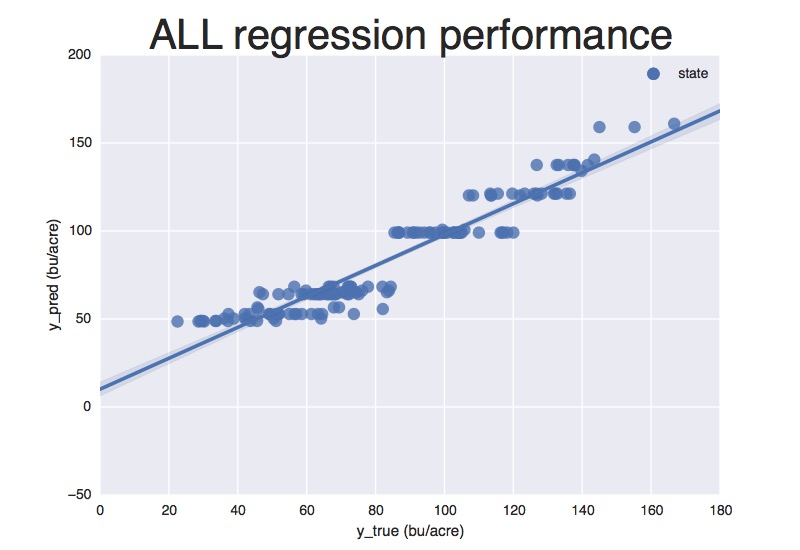 ALL regression performance
200
150
100
50
0
−50
state
y_pred (bu/acre)
0 20 40 60 80 100 120 140 160 180
y_true (bu/acre)